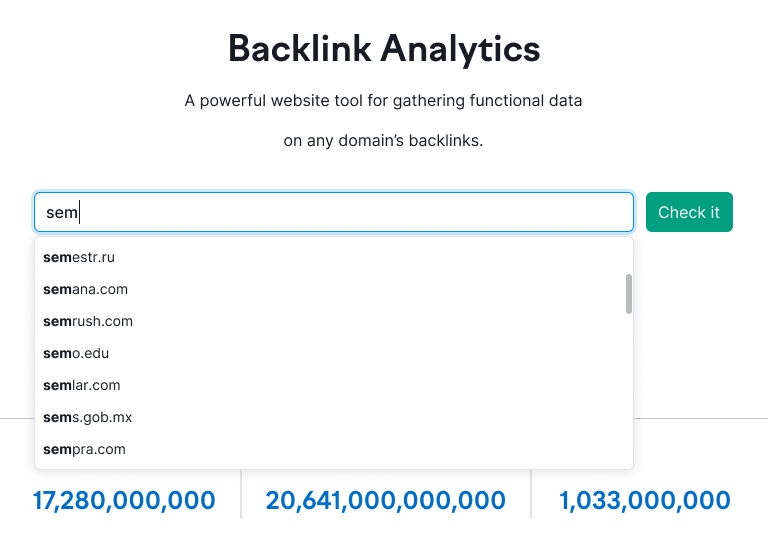 Backlink Analytics
A powerful website tool for gathering functional data
on any domain’s backlinks.
sem
Check it
semestr.ru
semana.com
semrush.com
semo.edu
semlar.com
sems.gob.mx
sempra.com
17,280,000,000
20,641,000,000,000
1,033,000,000